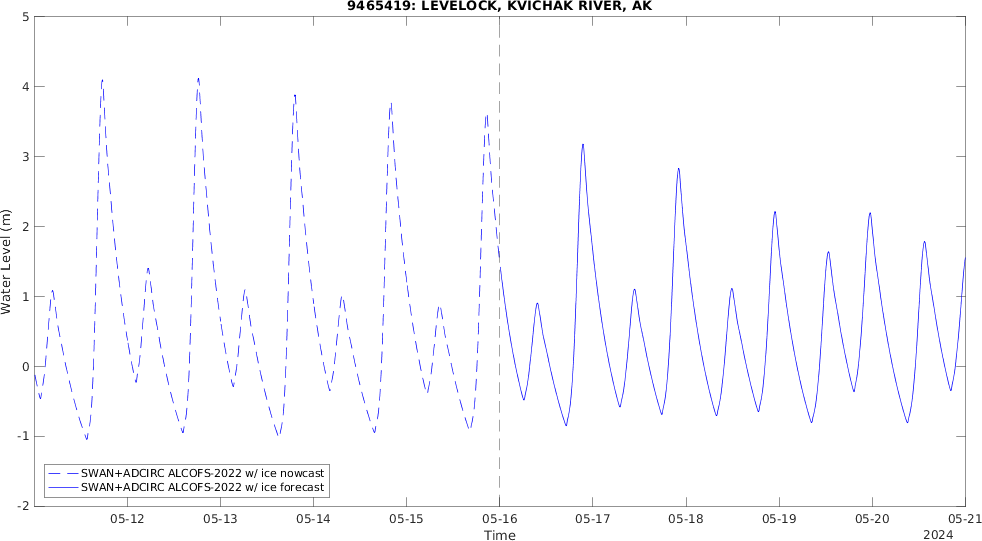 9465419: LEVELOCK, KVICHAK RIVER, AK
5
4
3
2
1
0
-1
-2
Water Level (m)
SWAN+ADCIRC ALCOFS-2022 w/ ice nowcast
SWAN+ADCIRC ALCOFS-2022 w/ ice forecast
05-12 05-13 05-14 05-15 05-16 05-17 05-18 05-19 05-20 05-21
Time
2024